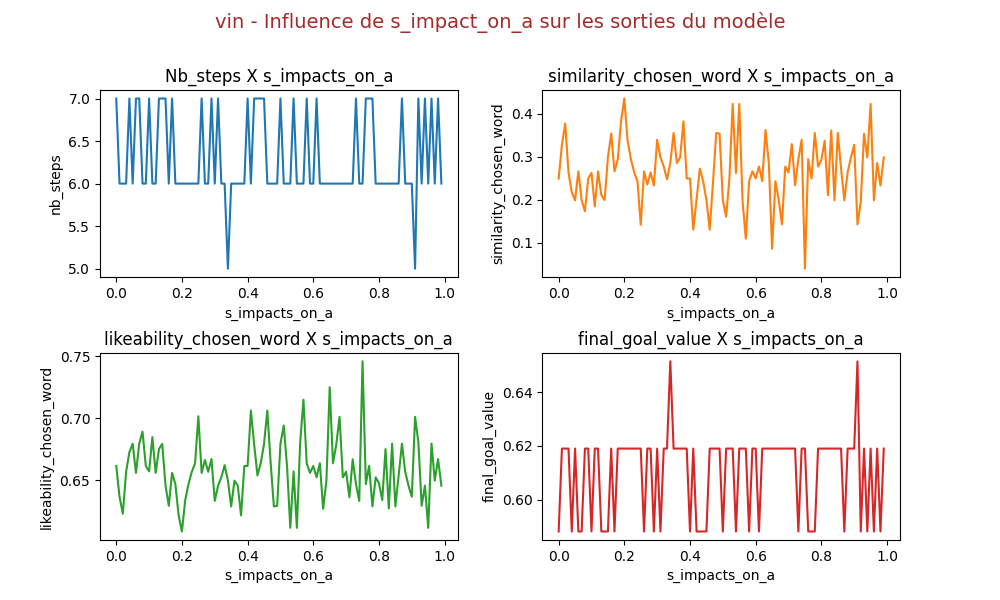 vin - Influence de s_impact_on_a sur les sorties du modèle
Nb_steps X s_impacts_on_a
nb_steps
7.0
6.5
6.0
5.5
5.0
0.0 0.2 0.4 0.6 0.8 1.0
s_impacts_on_a
similarity_chosen_word X s_impacts_on_a
similarity_chosen_word
0.4
0.3
0.2
0.1
0.0 0.2 0.4 0.6 0.8 1.0
s_impacts_on_a
likeability_chosen_word X s_impacts_on_a
likeability_chosen_word
0.75
0.70
0.65
0.0 0.2 0.4 0.6 0.8 1.0
s_impacts_on_a
final_goal_value X s_impacts_on_a
final_goal_value
0.64
0.62
0.60
0.0 0.2 0.4 0.6 0.8 1.0
s_impacts_on_a